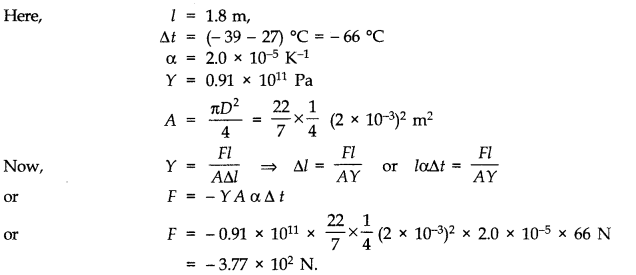 Here, l = 1.8 m,
Δt = (– 39 – 27) °C = – 66 °C
α = 2.0 × 10⁻⁵ K⁻¹
Y = 0.91 × 10¹¹ Pa
A = πD²/4 = 22/7 × 1/4 (2 × 10⁻³)² m²
Now, Y = Fl/AΔl ⇒ Δl = Fl/AY or lαΔt = Fl/AY
or F = – Y A α Δ t
or F = – 0.91 × 10¹¹ × 22/7 × 1/4 (2 × 10⁻³)² × 2.0 × 10⁻⁵ × 66 N
= – 3.77 × 10² N.